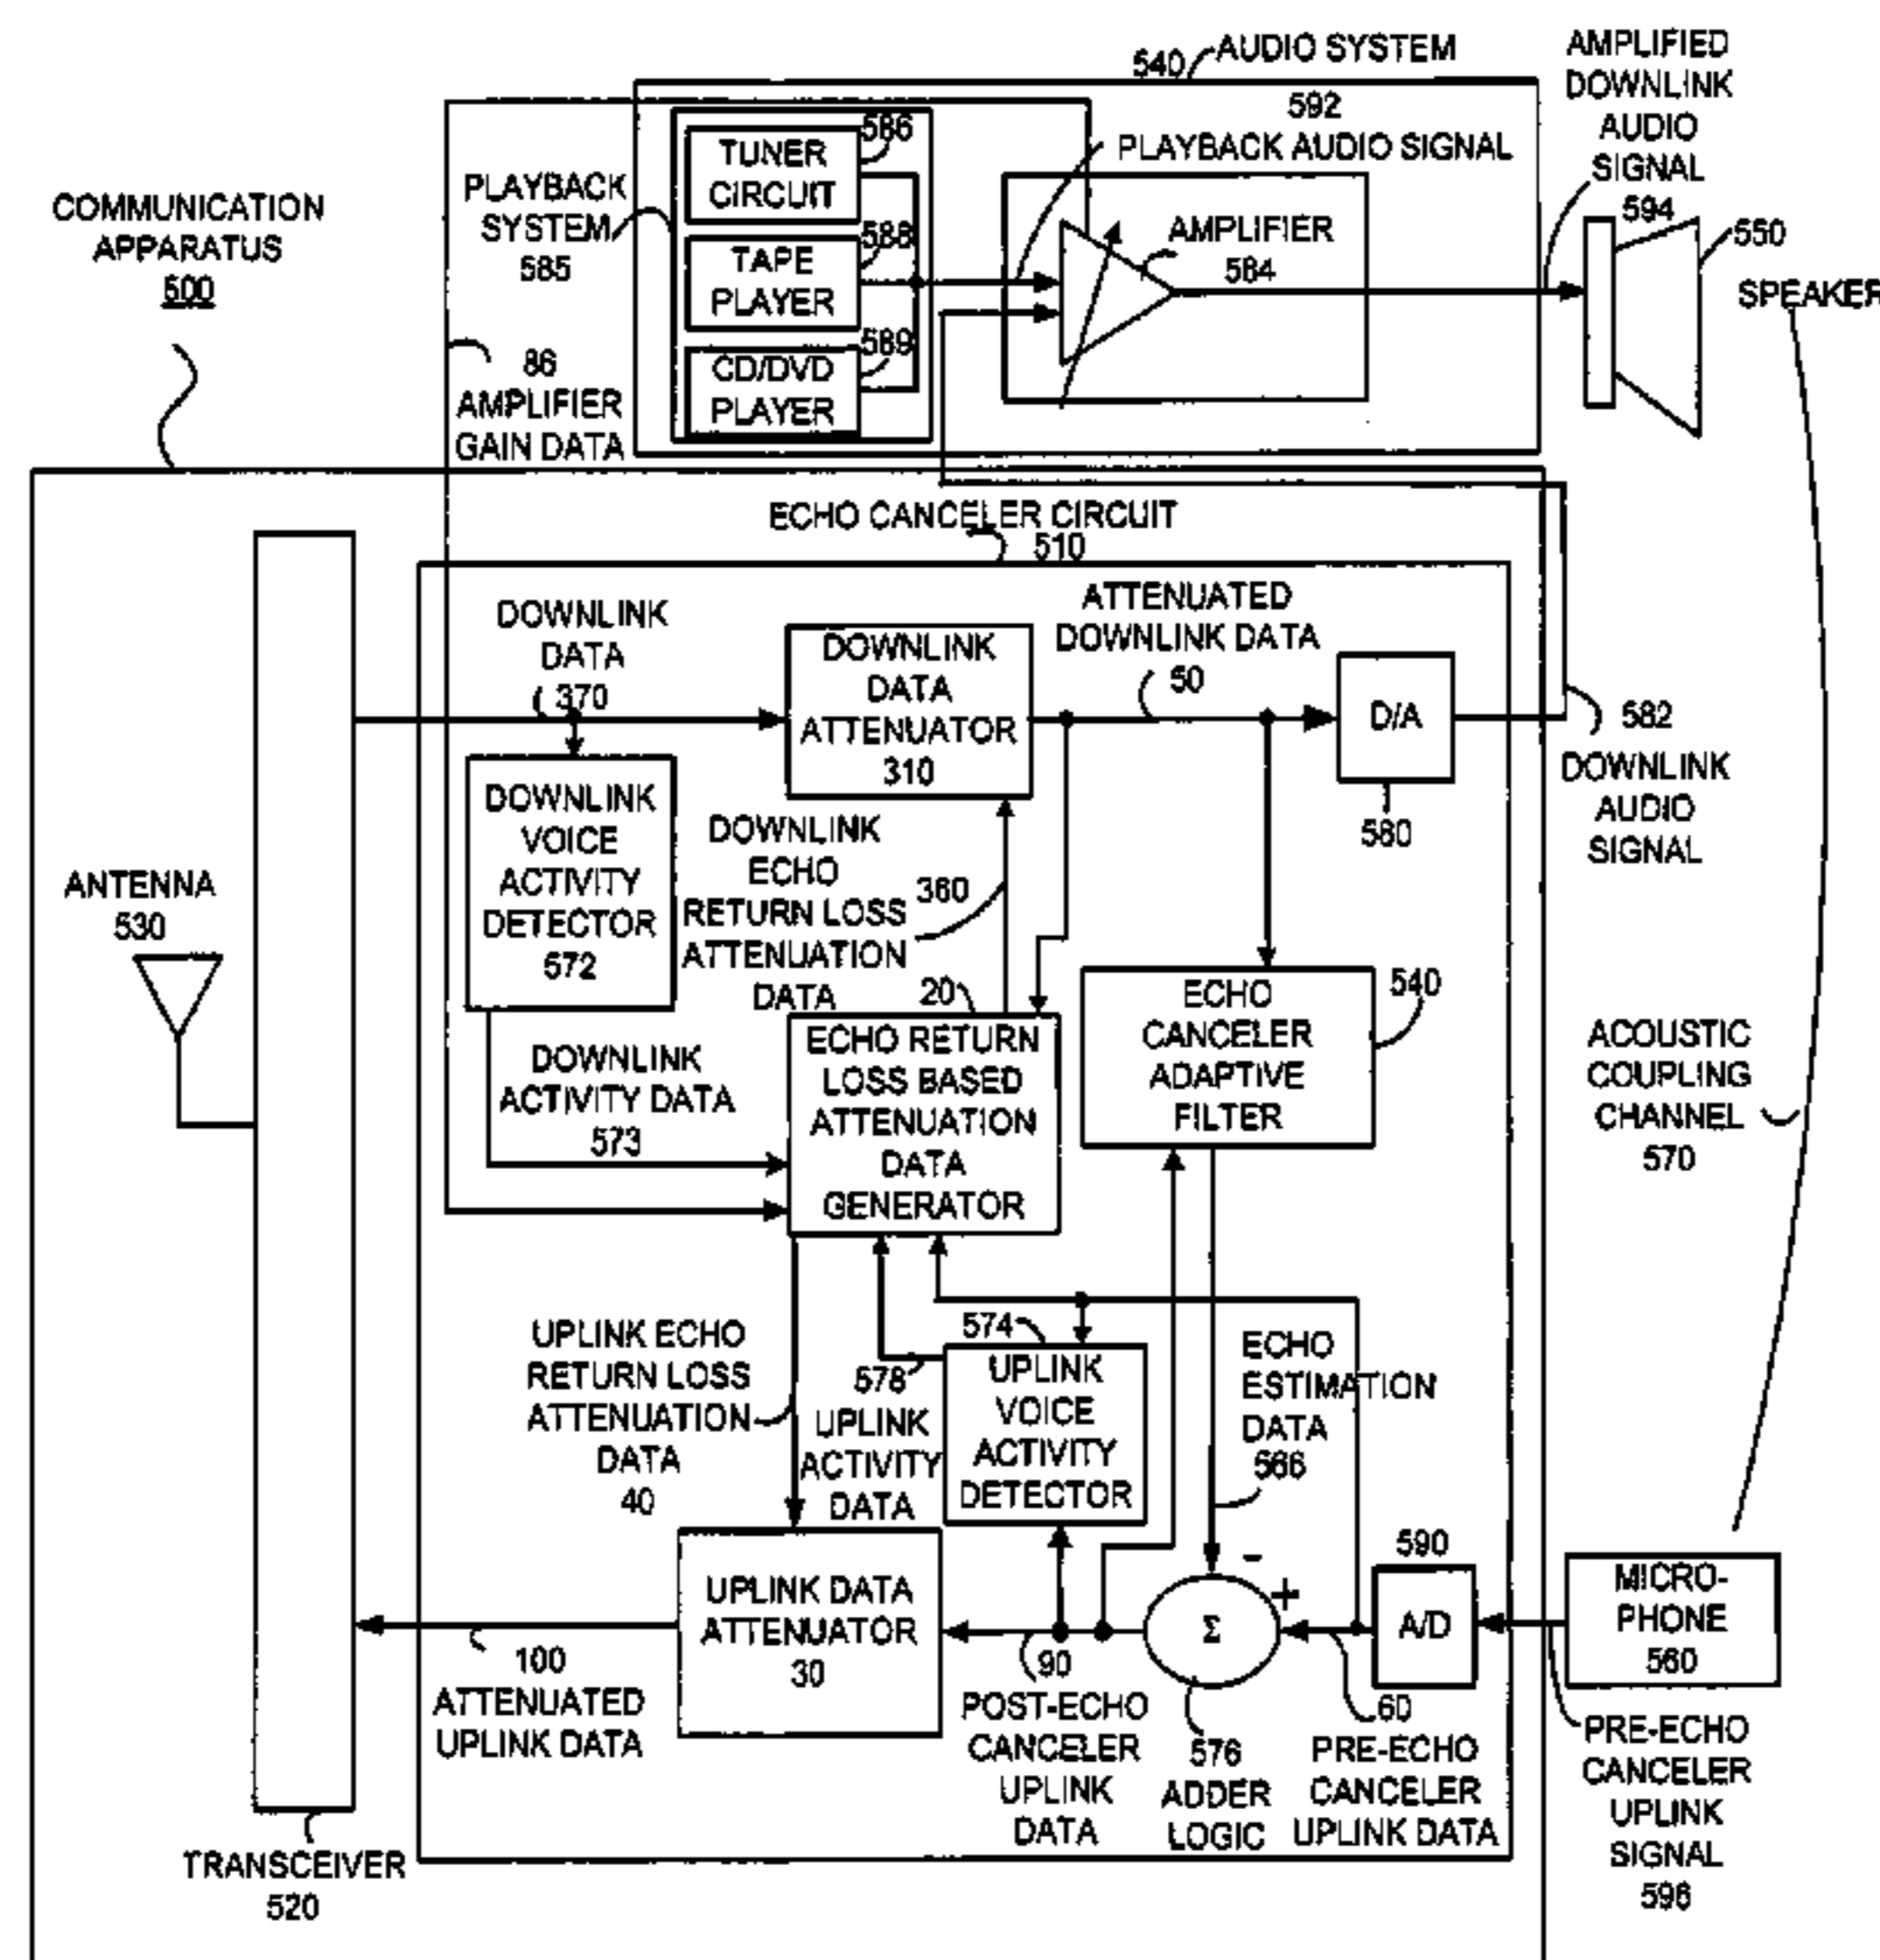 540 AUDIO SYSTEM
AMPLIFIED
DOWNLINK
AUDIO
SIGNAL
594
592
PLAYBACK AUDIO SIGNAL
586
TUNER
CIRCUIT
PLAYBACK
SYSTEM
585
588
TAPE
PLAYER
589
CD/DVD
PLAYER
AMPLIFIER
584
550
SPEAKER
COMMUNICATION
APPARATUS
500
86
AMPLIFIER
GAIN DATA
ECHO CANCELER CIRCUIT
510
DOWNLINK
DATA
370
DOWNLINK
DATA
ATTENUATOR
310
ATTENUATED
DOWNLINK DATA
50
D/A
580
582
DOWNLINK
AUDIO
SIGNAL
DOWNLINK
VOICE
ACTIVITY
DETECTOR
572
DOWNLINK
ECHO
RETURN LOSS
ATTENUATION
DATA
360
ANTENNA
530
20
ECHO RETURN
LOSS BASED
ATTENUATION
DATA
GENERATOR
ECHO
CANCELER
ADAPTIVE
FILTER
540
ACOUSTIC
COUPLING
CHANNEL
570
DOWNLINK
ACTIVITY DATA
573
UPLINK ECHO
RETURN LOSS
ATTENUATION
DATA
40
578
UPLINK
ACTIVITY
DATA
574
UPLINK
VOICE
ACTIVITY
DETECTOR
ECHO
ESTIMATION
DATA
566
UPLINK DATA
ATTENUATOR
30
-
+
Σ
590
A/D
MICRO-
PHONE
560
100
ATTENUATED
UPLINK DATA
90
POST-ECHO
CANCELER
UPLINK
DATA
576
ADDER
LOGIC
60
PRE-ECHO
CANCELER
UPLINK DATA
PRE-ECHO
CANCELER
UPLINK
SIGNAL
596
TRANSCEIVER
520